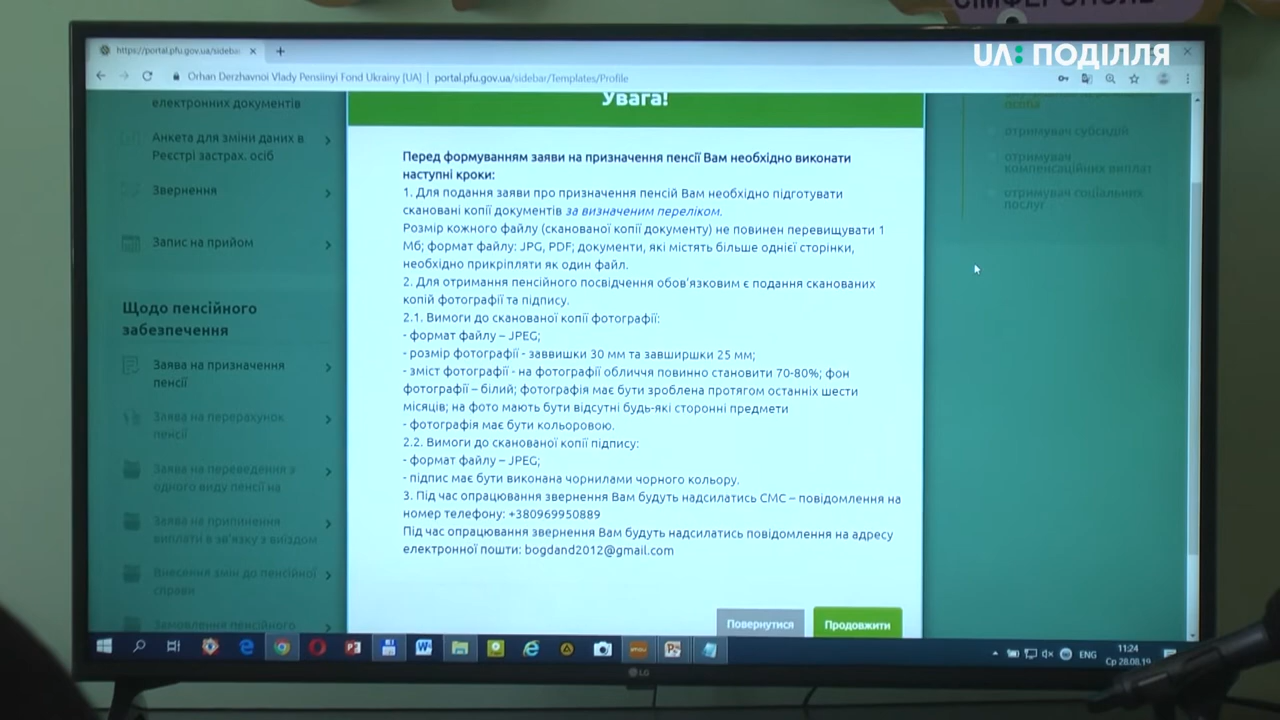 СІМФЕРОПОЛЬ
UA: ПОДІЛЛЯ
https://portal.pfu.gov.ua/sideba
Orhan Derzhavnoi Vlady Pensiinyi Fond Ukrainy [UA] | portal.pfu.gov.ua/sidebar/Templates/Profile
електронних документів
Анкета для зміни даних в
Реєстрі застрах. осіб
Звернення
Запис на прийом
Щодо пенсійного
забезпечення
Заява на призначення
пенсії
Заява на перерахунок
пенсії
Заява на переведення з
одного виду пенсії на
Заява на припинення
виплати в зв'язку з виїздом
Внесення змін до пенсійної
справи
Замовлення пенсійного
Увага!
Перед формуванням заяви на призначення пенсії Вам необхідно виконати
наступні кроки:
1. Для подання заяви про призначення пенсій Вам необхідно підготувати
скановані копії документів за визначеним переліком.
Розмір кожного файлу (сканованої копії документу) не повинен перевищувати 1
Мб; формат файлу: JPG, PDF; документи, які містять більше однієї сторінки,
необхідно прикріпляти як один файл.
2. Для отримання пенсійного посвідчення обов'язковим є подання сканованих
копій фотографії та підпису.
2.1. Вимоги до сканованої копії фотографії:
- формат файлу – JPEG;
- розмір фотографії - заввишки 30 мм та завширшки 25 мм;
- зміст фотографії - на фотографії обличчя повинно становити 70-80%; фон
фотографії – білий; фотографія має бути зроблена протягом останніх шести
місяців; на фото мають бути відсутні будь-які сторонні предмети
- фотографія має бути кольоровою.
2.2. Вимоги до сканованої копії підпису:
- формат файлу – JPEG;
- підпис має бути виконана чорнилами чорного кольору.
3. Під час опрацювання звернення Вам будуть надсилатись СМС – повідомлення на
номер телефону: +380969950889
Під час опрацювання звернення Вам будуть надсилатись повідомлення на адресу
електронної пошти: bogdand2012@gmail.com
Повернутися
Продовжити
особа
отримувач субсидій
отримувач
компенсаційних виплат
отримувач соціальних
послуг
ENG
11:24
Ср 28.08.19
LG